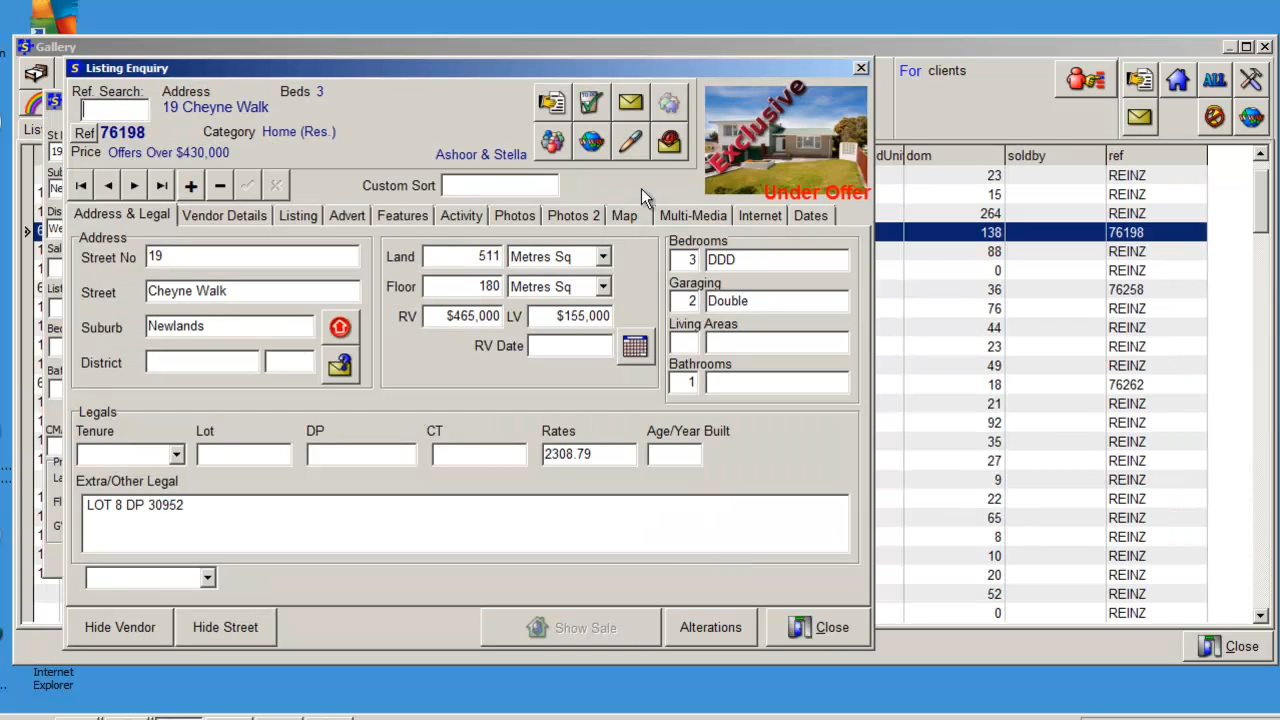 Gallery
Listing Enquiry
For clients
Ref. Search: Address Beds 3
19 Cheyne Walk
Ref 76198 Category Home (Res.)
Price Offers Over $430,000 Ashoor & Stella
Exclusive
Under Offer
Custom Sort
ALL
Address & Legal Vendor Details Listing Advert Features Activity Photos Photos 2 Map Multi-Media Internet Dates
Address
Street No 19
Street Cheyne Walk
Suburb Newlands
District
Land 511 Metres Sq
Floor 180 Metres Sq
RV $465,000 LV $155,000
RV Date
Bedrooms
3 DDD
Garaging
2 Double
Living Areas
Bathrooms
1
Legals
Tenure Lot DP CT Rates Age/Year Built
2308.79
Extra/Other Legal
LOT 8 DP 30952
Hide Vendor Hide Street Show Sale Alterations Close
dUni dom soldby ref
23 REINZ
15 REINZ
264 REINZ
138 76198
88 REINZ
0 REINZ
36 76258
76 REINZ
44 REINZ
23 REINZ
49 REINZ
18 76262
21 REINZ
92 REINZ
35 REINZ
27 REINZ
9 REINZ
22 REINZ
65 REINZ
8 REINZ
10 REINZ
20 REINZ
52 REINZ
0 REINZ
Close
Internet
Explorer